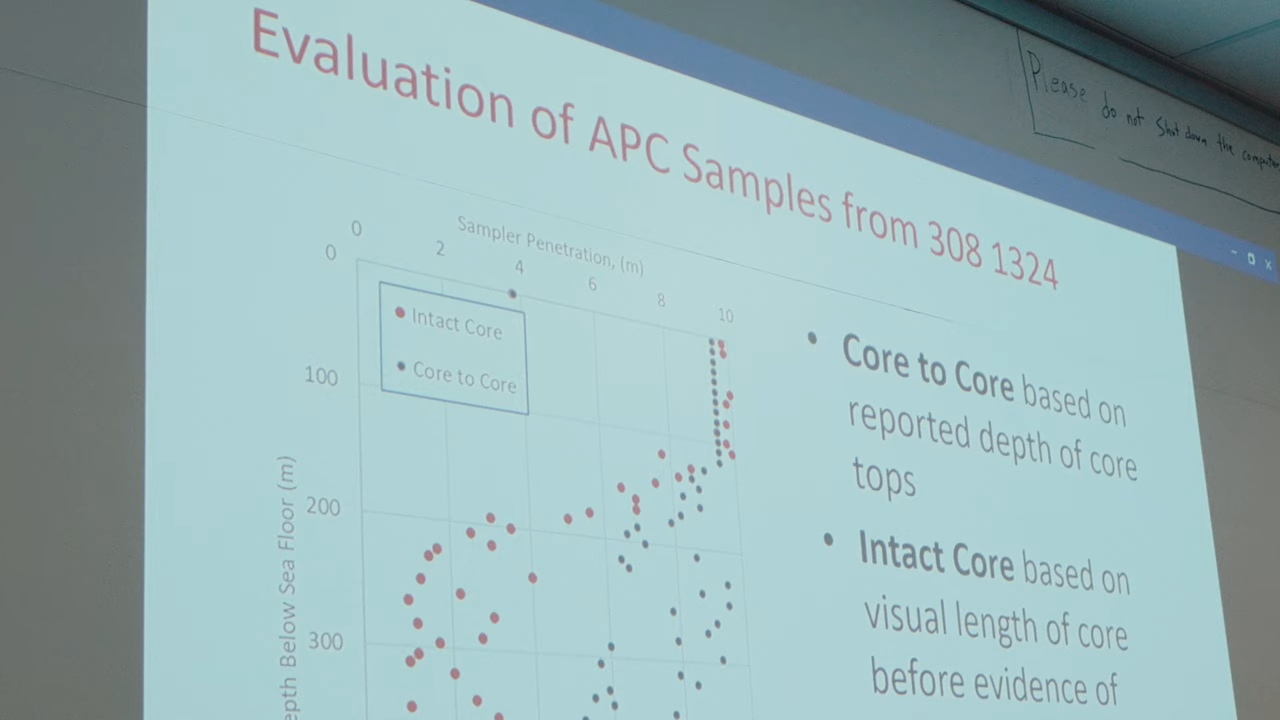 Evaluation of APC Samples from 308 1324
Please do not Shut down the computer
Sampler Penetration, (m)
0 2 4 6 8 10
0
100
200
300
Intact Core
Core to Core
epth Below Sea Floor (m)
• Core to Core based on
reported depth of core
tops
• Intact Core based on
visual length of core
before evidence of